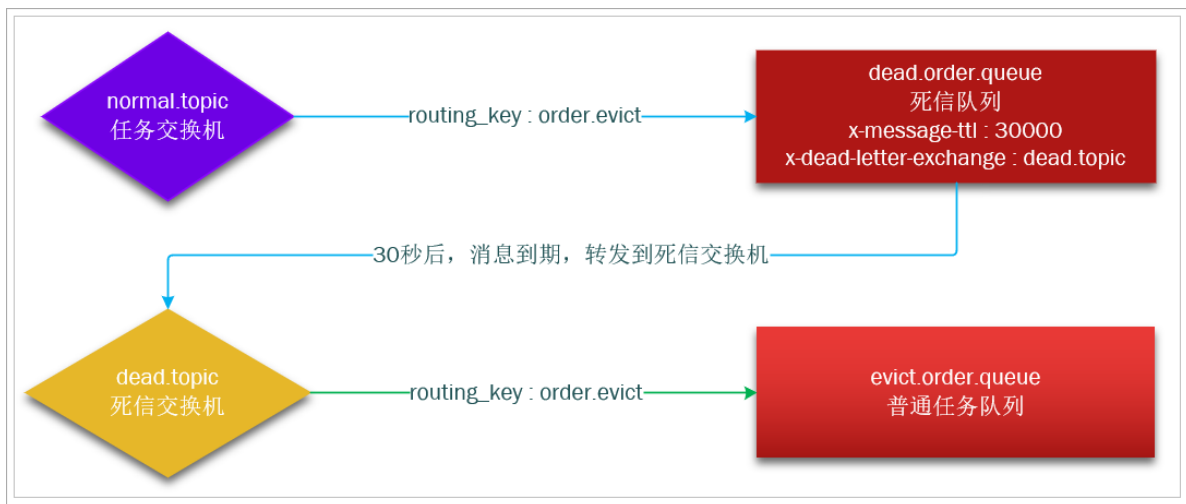 normal.topic
任务交换机
routing_key : order.evict
dead.order.queue
死信队列
x-message-ttl : 30000
x-dead-letter-exchange : dead.topic
30秒后，消息到期，转发到死信交换机
dead.topic
死信交换机
routing_key : order.evict
evict.order.queue
普通任务队列